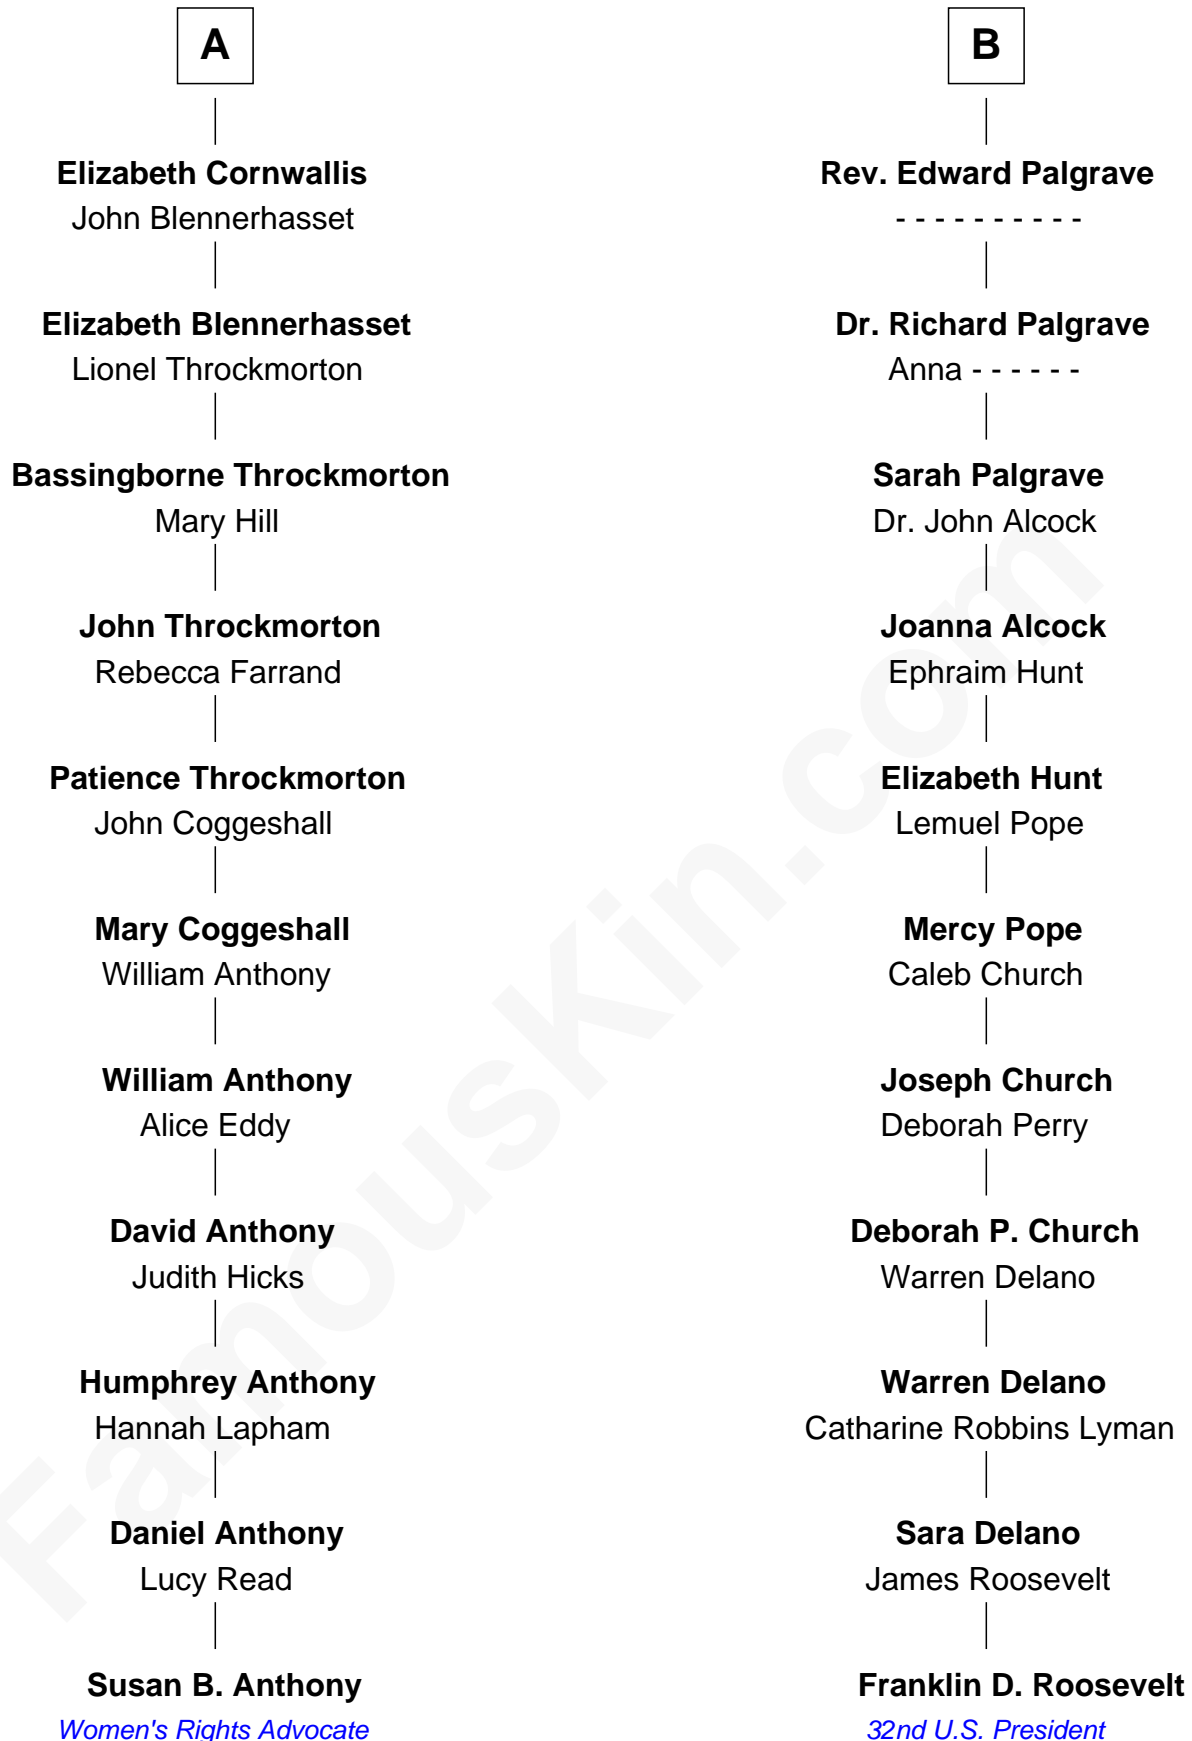 A
Elizabeth Cornwallis
John Blennerhasset
Elizabeth Blennerhasset
Lionel Throckmorton
Bassingborne Throckmorton
Mary Hill
John Throckmorton
Rebecca Farrand
Patience Throckmorton
John Coggeshall
Mary Coggeshall
William Anthony
William Anthony
Alice Eddy
David Anthony
Judith Hicks
Humphrey Anthony
Hannah Lapham
Daniel Anthony
Lucy Read
Susan B. Anthony
Women's Rights Advocate
B
Rev. Edward Palgrave
- - - - - - - - - -
Dr. Richard Palgrave
Anna - - - - - -
Sarah Palgrave
Dr. John Alcock
Joanna Alcock
Ephraim Hunt
Elizabeth Hunt
Lemuel Pope
Mercy Pope
Caleb Church
Joseph Church
Deborah Perry
Deborah P. Church
Warren Delano
Warren Delano
Catharine Robbins Lyman
Sara Delano
James Roosevelt
Franklin D. Roosevelt
32nd U.S. President
FamousKin.com